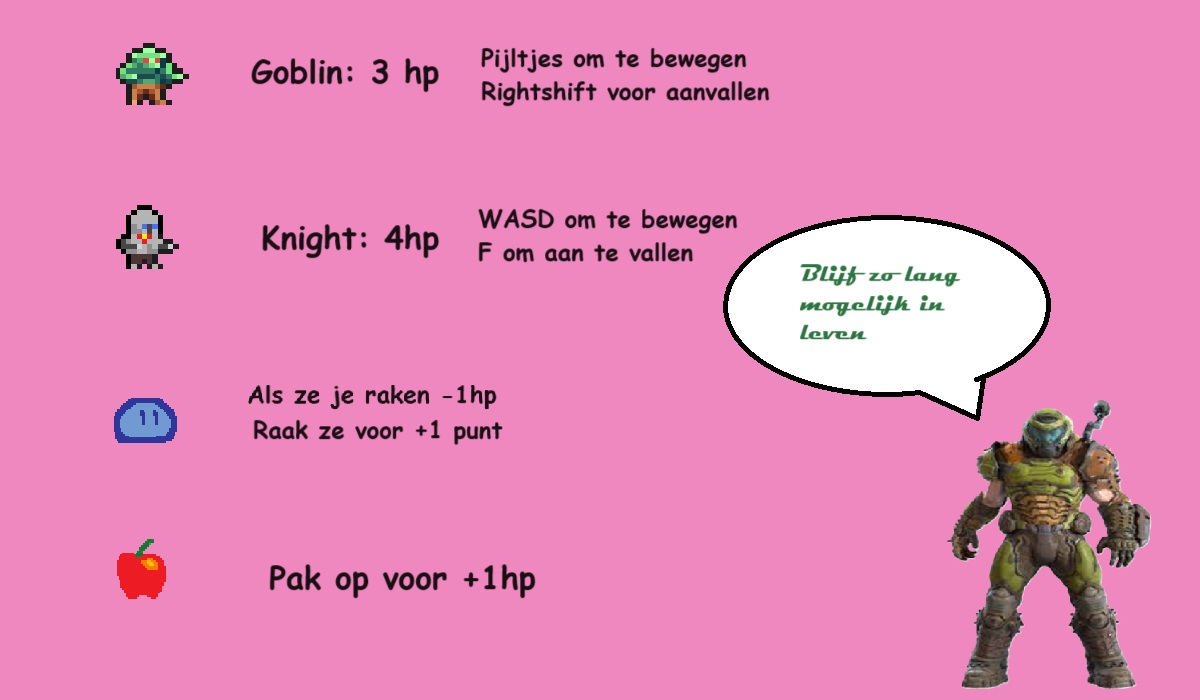 Goblin: 3 hp
Pijltjes om te bewegen
Rightshift voor aanvallen
Knight: 4hp
WASD om te bewegen
F om aan te vallen
Blijf zo lang
mogelijk in
leven
Als ze je raken -1hp
Raak ze voor +1 punt
Pak op voor +1hp